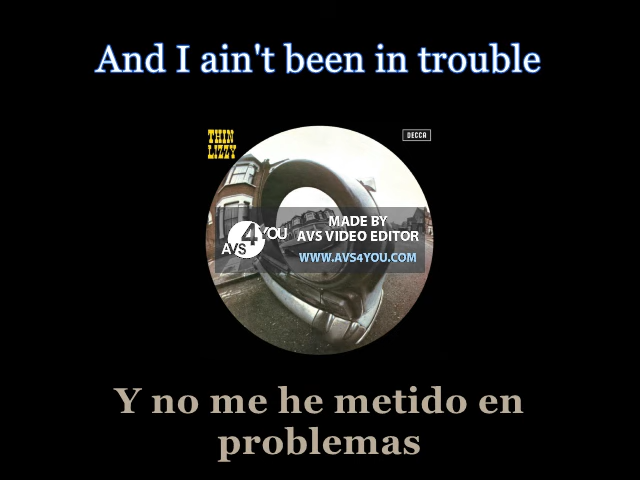 And I ain't been in trouble
THIN
LIZZY
DECCA
MADE BY
AVS4YOU
AVS VIDEO EDITOR
WWW.AVS4YOU.COM
Y no me he metido en
problemas